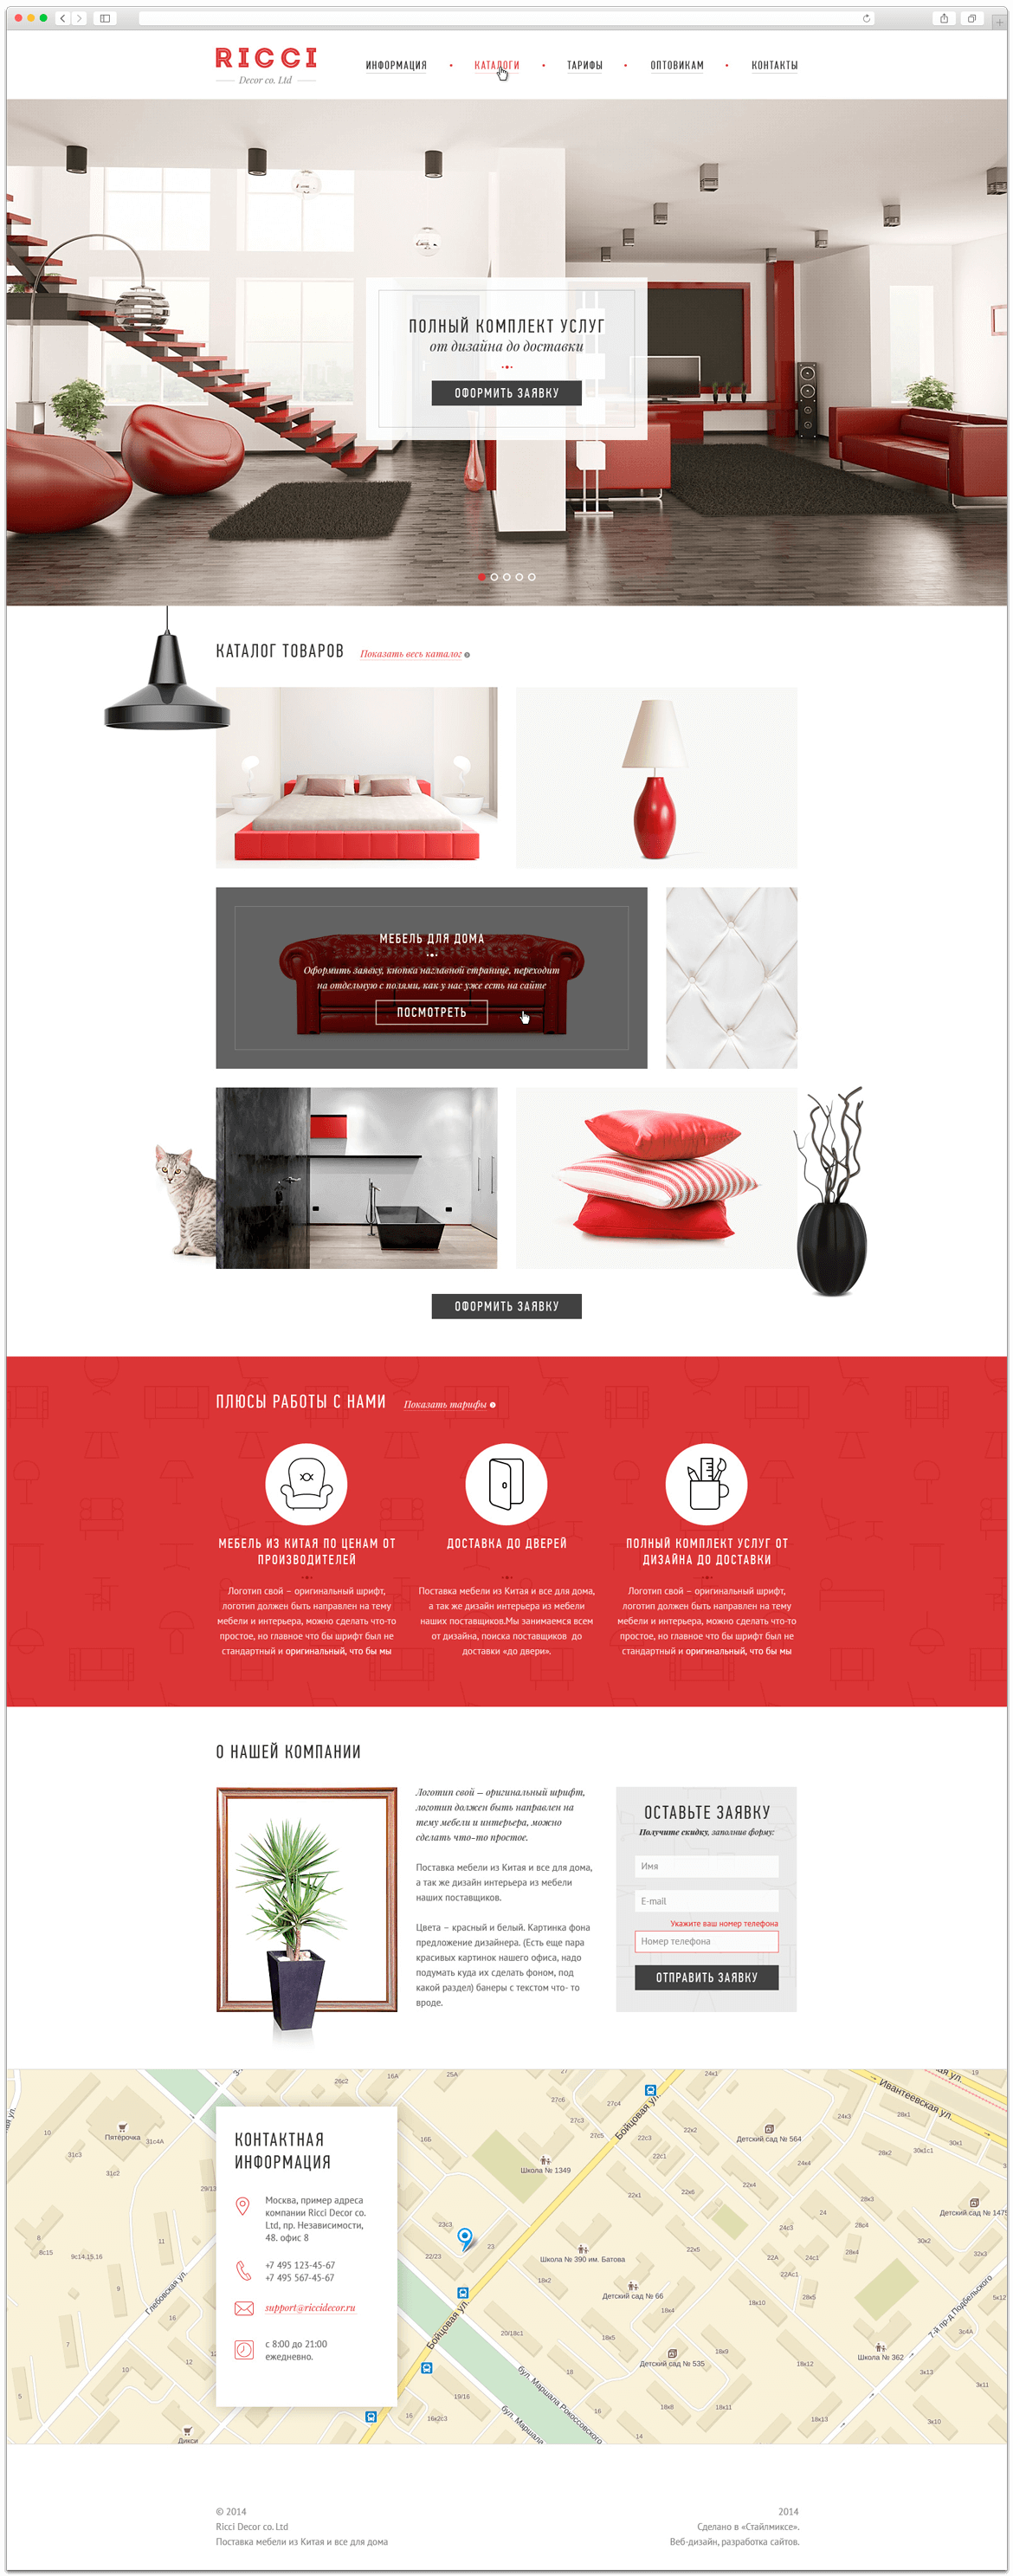 RICCI
Decor co. Ltd
ИНФОРМАЦИЯ
КАТАЛОГИ
ТАРИФЫ
ОПТОВИКАМ
КОНТАКТЫ
ПОЛНЫЙ КОМПЛЕКТ УСЛУГ
от дизайна до доставки
ОФОРМИТЬ ЗАЯВКУ
КАТАЛОГ ТОВАРОВ
Показать весь каталог
МЕБЕЛЬ ДЛЯ ДОМА
Оформить заявку, кнопка наглавной странице, переходит
на отдельную с полями, как у нас уже есть на сайте
ПОСМОТРЕТЬ
ОФОРМИТЬ ЗАЯВКУ
ПЛЮСЫ РАБОТЫ С НАМИ
Показать тарифы
МЕБЕЛЬ ИЗ КИТАЯ ПО ЦЕНАМ ОТ
ПРОИЗВОДИТЕЛЕЙ
Логотип свой – оригинальный шрифт,
логотип должен быть направлен на тему
мебели и интерьера, можно сделать что-то
простое, но главное что бы шрифт был не
стандартный и оригинальный, что бы мы
ДОСТАВКА ДО ДВЕРЕЙ
Поставка мебели из Китая и все для дома,
а так же дизайн интерьера из мебели
наших поставщиков.Мы занимаемся всем
от дизайна, поиска поставщиков до
доставки «до двери».
ПОЛНЫЙ КОМПЛЕКТ УСЛУГ ОТ
ДИЗАЙНА ДО ДОСТАВКИ
Логотип свой – оригинальный шрифт,
логотип должен быть направлен на тему
мебели и интерьера, можно сделать что-то
простое, но главное что бы шрифт был не
стандартный и оригинальный, что бы мы
О НАШЕЙ КОМПАНИИ
Логотип свой – оригинальный шрифт,
логотип должен быть направлен на
тему мебели и интерьера, можно
сделать что-то простое.
Поставка мебели из Китая и все для дома,
а так же дизайн интерьера из мебели
наших поставщиков.
Цвета – красный и белый. Картинка фона
предложение дизайнера. (Есть еще пара
красивых картинок нашего офиса, надо
подумать куда их сделать фоном, под
какой раздел) банеры с текстом что- то
вроде.
ОСТАВЬТЕ ЗАЯВКУ
Получите скидку, заполнив форму:
Имя
E-mail
Укажите ваш номер телефона
Номер телефона
ОТПРАВИТЬ ЗАЯВКУ
КОНТАКТНАЯ
ИНФОРМАЦИЯ
Москва, пример адреса
компании Ricci Decor co.
Ltd, пр. Независимости,
48. офис 8
+7 495 123-45-67
+7 495 567-45-67
support@riccidecor.ru
с 8:00 до 21:00
ежедневно.
Пятёрочка
Глебовская ул.
Дикси
Бойцовая ул.
Бойцовая ул.
Ивантеевская ул.
Школа № 1349
Детский сад № 564
Детский сад № 1475
Школа № 390 им. Батова
Детский сад № 66
Детский сад № 535
Школа № 362
7-й пр-д Подбельского
бул. Маршала Рокоссовского
бул. Маршала
© 2014
Ricci Decor co. Ltd
Поставка мебели из Китая и все для дома
2014
Сделано в «Стайлмиксе».
Веб-дизайн, разработка сайтов.